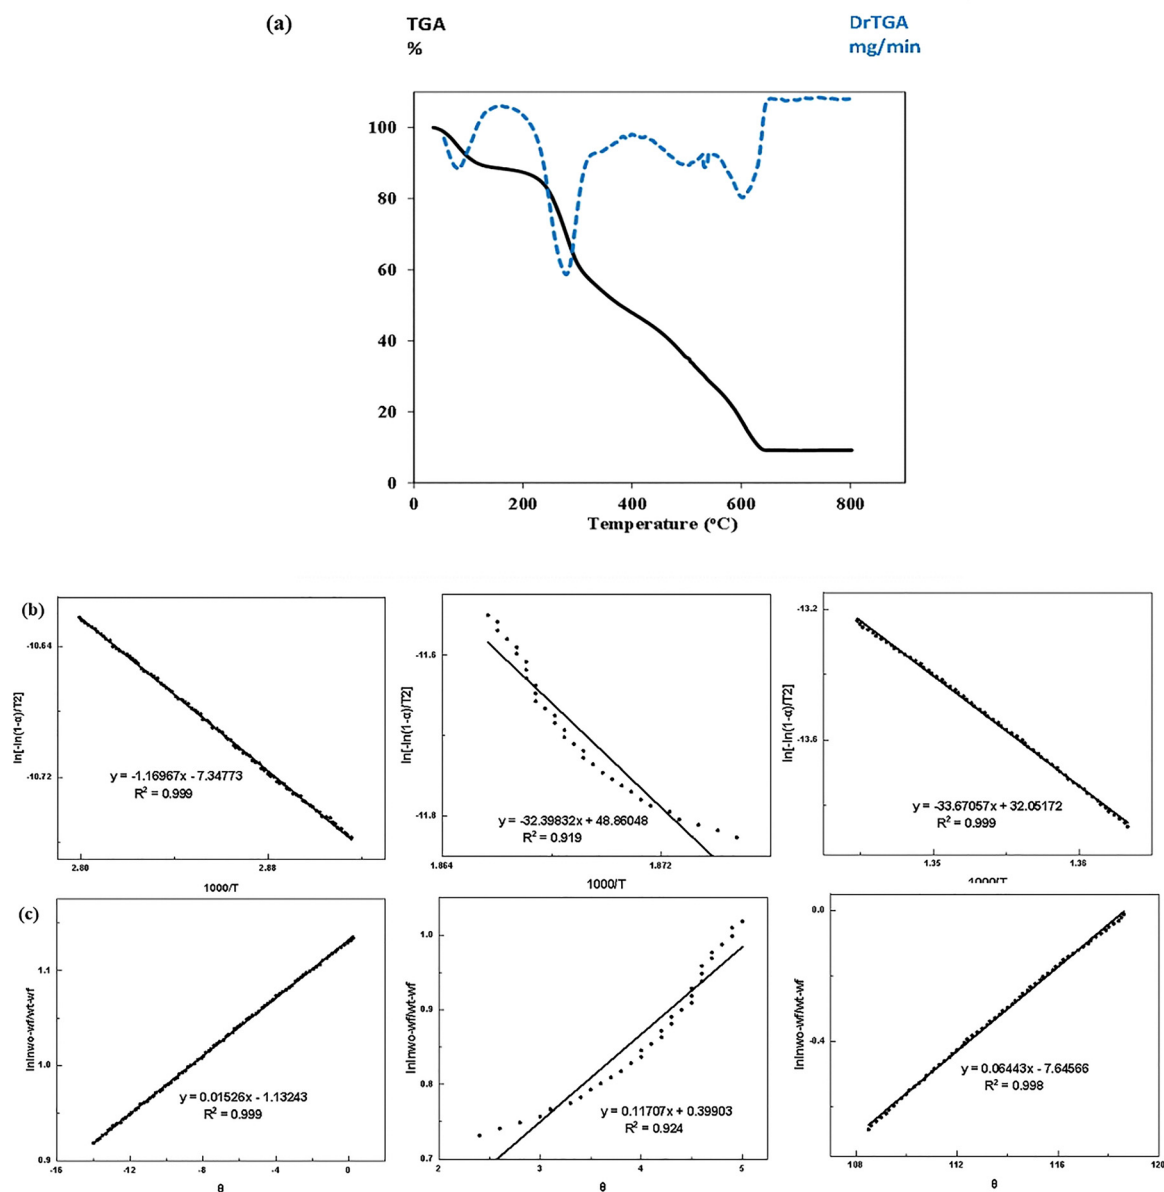 (a)
TGA
%
DrTGA
mg/min
100
80
60
40
20
0
0 200 400 600 800
Temperature (°C)
(b)
ln[-ln(1-α)/T2]
-10.64
-10.72
y = -1.16967x - 7.34773
R² = 0.999
2.80 2.88
1000/T
ln[-ln(1-α)/T2]
-11.6
-11.8
y = -32.39832x + 48.86048
R² = 0.919
1.864 1.872
1000/T
ln[-ln(1-α)/T2]
-13.2
-13.6
y = -33.67057x + 32.05172
R² = 0.999
1.35 1.36
1000/T
(c)
lnlnwo-wf/wt-wf
1.1
1.0
0.9
y = 0.01526x - 1.13243
R² = 0.999
-16 -12 -8 -4 0
θ
lnlnwo-wf/wt-wf
1.0
0.9
0.8
0.7
y = 0.11707x + 0.39903
R² = 0.924
2 3 4 5
θ
lnlnwo-wf/wt-wf
0.0
-0.4
y = 0.06443x - 7.64566
R² = 0.998
108 112 116 120
θ